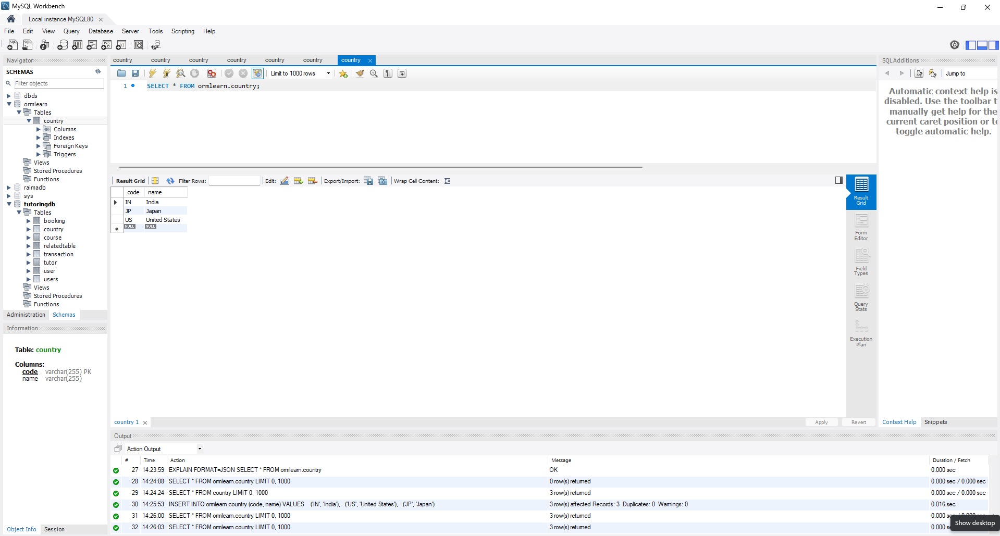 MySQL Workbench
Local instance MySQL80
File Edit View Query Database Server Tools Scripting Help
Navigator
SCHEMAS
Filter objects
dbds
ormlearn
Tables
country
Columns
Indexes
Foreign Keys
Triggers
Views
Stored Procedures
Functions
raimadb
sys
tutoringdb
Tables
booking
country
course
relatedtable
transaction
tutor
user
users
Views
Stored Procedures
Functions
Administration Schemas
Information
Table: country
Columns:
code varchar(255) PK
name varchar(255)
Object Info Session
country country country country country country country
Limit to 1000 rows
1 SELECT * FROM ormlearn.country;
Result Grid Filter Rows: Edit: Export/Import: Wrap Cell Content:
code name
IN India
JP Japan
US United States
NULL NULL
Result Grid
Form Editor
Field Types
Query Stats
Execution Plan
country 1
Apply Revert
SQLAdditions
Jump to
Automatic context help is
disabled. Use the toolbar t
manually get help for the
current caret position or to
toggle automatic help.
Context Help Snippets
Output
Action Output
# Time Action Message Duration / Fetch
27 14:23:59 EXPLAIN FORMAT=JSON SELECT * FROM ormlearn.country OK 0.000 sec
28 14:24:08 SELECT * FROM ormlearn.country LIMIT 0, 1000 0 row(s) returned 0.000 sec / 0.000 sec
29 14:24:24 SELECT * FROM country LIMIT 0, 1000 3 row(s) returned 0.000 sec / 0.000 sec
30 14:25:53 INSERT INTO ormlearn.country (code, name) VALUES ('IN', 'India'), ('US', 'United States'), ('JP', 'Japan') 3 row(s) affected Records: 3 Duplicates: 0 Warnings: 0 0.016 sec
31 14:26:00 SELECT * FROM ormlearn.country LIMIT 0, 1000 3 row(s) returned 0.000
32 14:26:03 SELECT * FROM ormlearn.country LIMIT 0, 1000 3 row(s) returned 0.000
Show desktop